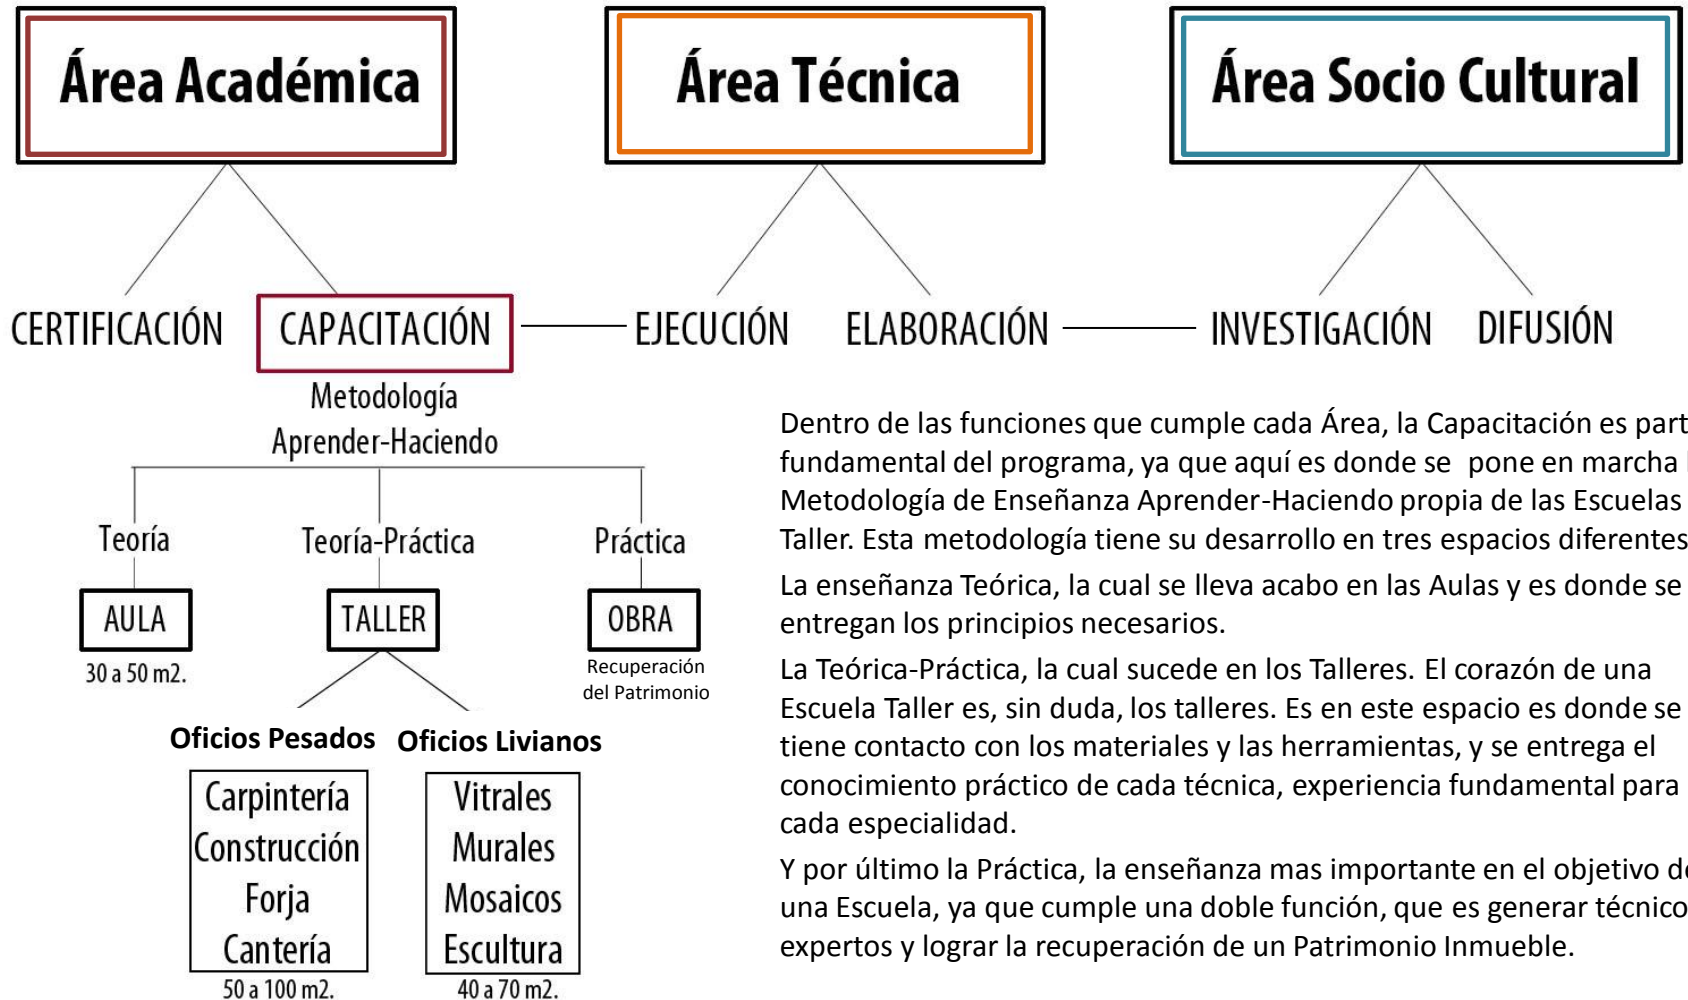 Área Académica
Área Técnica
Área Socio Cultural
CERTIFICACIÓN
CAPACITACIÓN
EJECUCIÓN
ELABORACIÓN
INVESTIGACIÓN
DIFUSIÓN
Metodología
Aprender-Haciendo
Teoría
Teoría-Práctica
Práctica
AULA
TALLER
OBRA
30 a 50 m2.
Recuperación
del Patrimonio
Oficios Pesados
Oficios Livianos
Carpintería
Construcción
Forja
Cantería
50 a 100 m2.
Vitrales
Murales
Mosaicos
Escultura
40 a 70 m2.
Dentro de las funciones que cumple cada Área, la Capacitación es part
fundamental del programa, ya que aquí es donde se pone en marcha
Metodología de Enseñanza Aprender-Haciendo propia de las Escuelas
Taller. Esta metodología tiene su desarrollo en tres espacios diferentes
La enseñanza Teórica, la cual se lleva acabo en las Aulas y es donde se
entregan los principios necesarios.
La Teórica-Práctica, la cual sucede en los Talleres. El corazón de una
Escuela Taller es, sin duda, los talleres. Es en este espacio es donde se
tiene contacto con los materiales y las herramientas, y se entrega el
conocimiento práctico de cada técnica, experiencia fundamental para
cada especialidad.
Y por último la Práctica, la enseñanza mas importante en el objetivo de
una Escuela, ya que cumple una doble función, que es generar técnico
expertos y lograr la recuperación de un Patrimonio Inmueble.